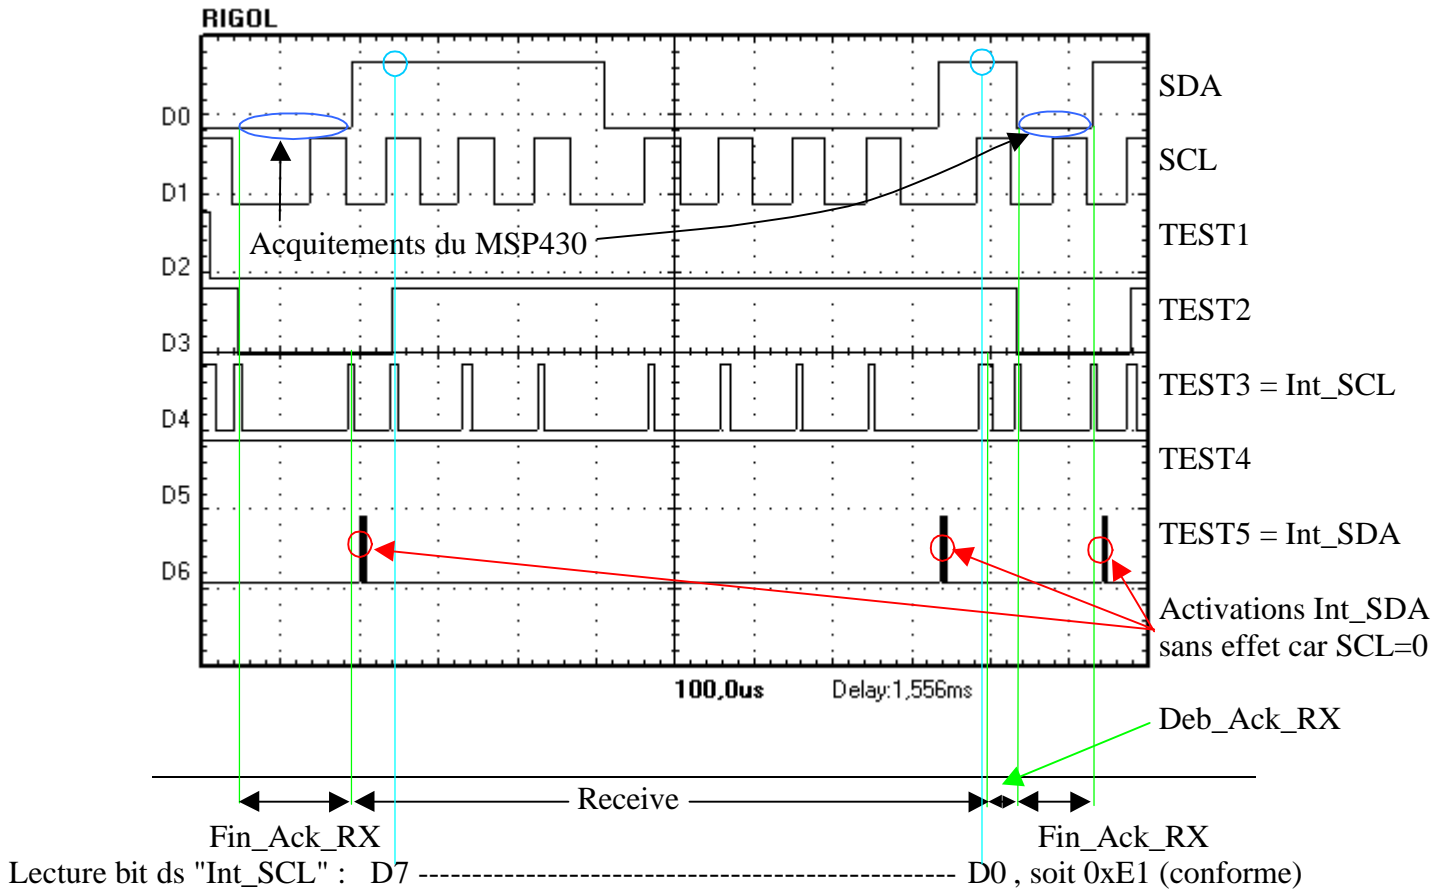 RIGOL
D0
SDA
D1
SCL
Acquitements du MSP430
TEST1
D2
TEST2
D3
TEST3 = Int_SCL
D4
TEST4
D5
TEST5 = Int_SDA
D6
Activations Int_SDA
sans effet car SCL=0
100,0us
Delay:1,556ms
Deb_Ack_RX
Receive
Fin_Ack_RX
Fin_Ack_RX
Lecture bit ds "Int_SCL" : D7 ---------------------------------------------------- D0 , soit 0xE1 (conforme)